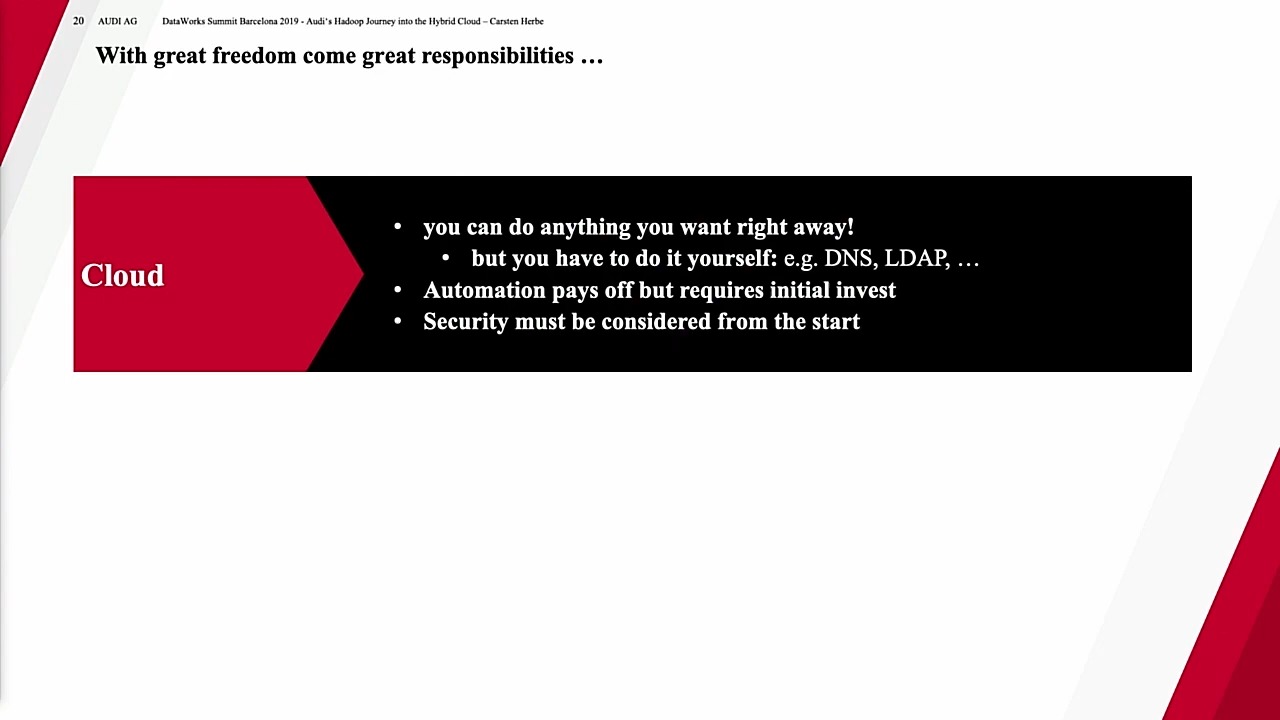 20 AUDI AG DataWorks Summit Barcelona 2019 - Audi's Hadoop Journey into the Hybrid Cloud – Carsten Herbe
With great freedom come great responsibilities …
Cloud
• you can do anything you want right away!
• but you have to do it yourself: e.g. DNS, LDAP, …
• Automation pays off but requires initial invest
• Security must be considered from the start